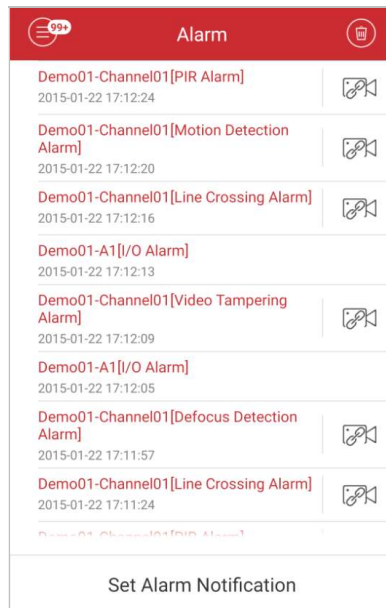 99+
Alarm
Demo01-Channel01[PIR Alarm]
2015-01-22 17:12:24
Demo01-Channel01[Motion Detection
Alarm]
2015-01-22 17:12:20
Demo01-Channel01[Line Crossing Alarm]
2015-01-22 17:12:16
Demo01-A1[I/O Alarm]
2015-01-22 17:12:13
Demo01-Channel01[Video Tampering
Alarm]
2015-01-22 17:12:09
Demo01-A1[I/O Alarm]
2015-01-22 17:12:05
Demo01-Channel01[Defocus Detection
Alarm]
2015-01-22 17:11:57
Demo01-Channel01[Line Crossing Alarm]
2015-01-22 17:11:24
Demo01-Channel01[PIR Alarm]
Set Alarm Notification